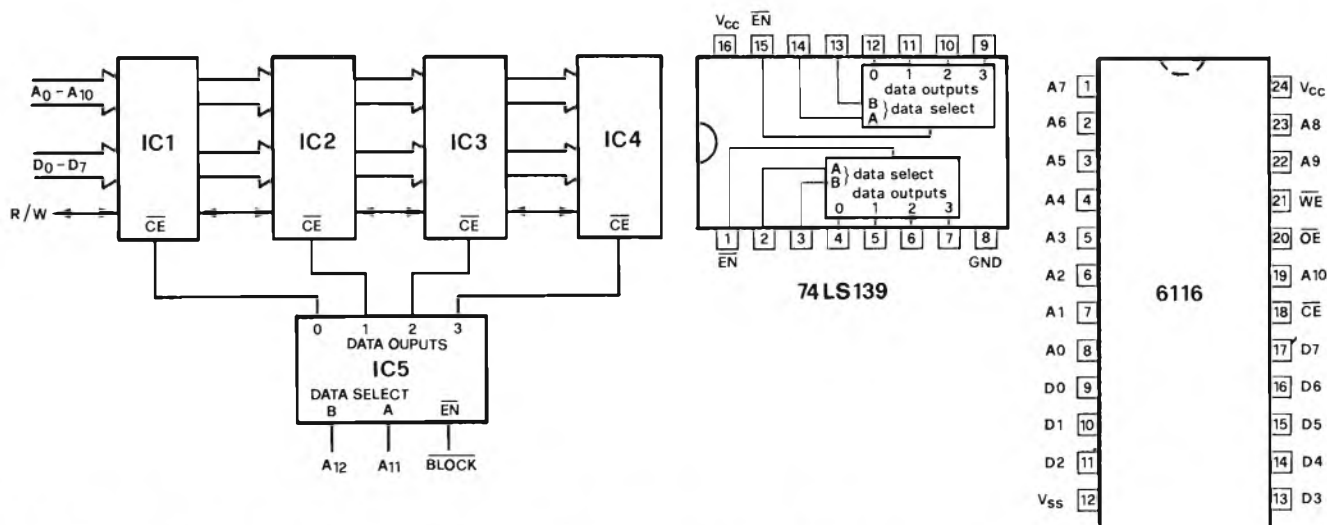 A0-A10
D0-D7
R/W
IC1
IC2
IC3
IC4
CE
CE
CE
CE
0 1 2 3
DATA OUPUTS
IC5
DATA SELECT
B A EN
A12 A11 BLOCK
VCC EN
16 15 14 13 12 11 10 9
0 1 2 3
data outputs
B } data select
A
A } data select
B
data outputs
0 1 2 3
1 2 3 4 5 6 7 8
EN GND
74LS139
6116
A7 1
A6 2
A5 3
A4 4
A3 5
A2 6
A1 7
A0 8
D0 9
D1 10
D2 11
VSS 12
24 VCC
23 A8
22 A9
21 WE
20 OE
19 A10
18 CE
17 D7
16 D6
15 D5
14 D4
13 D3